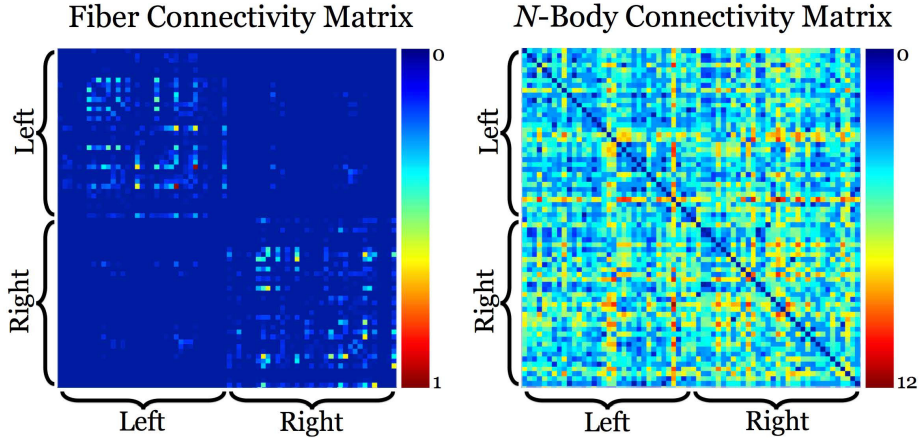 Fiber Connectivity Matrix
N-Body Connectivity Matrix
0
0
Left
Left
Right
Right
1
12
Left
Right
Left
Right